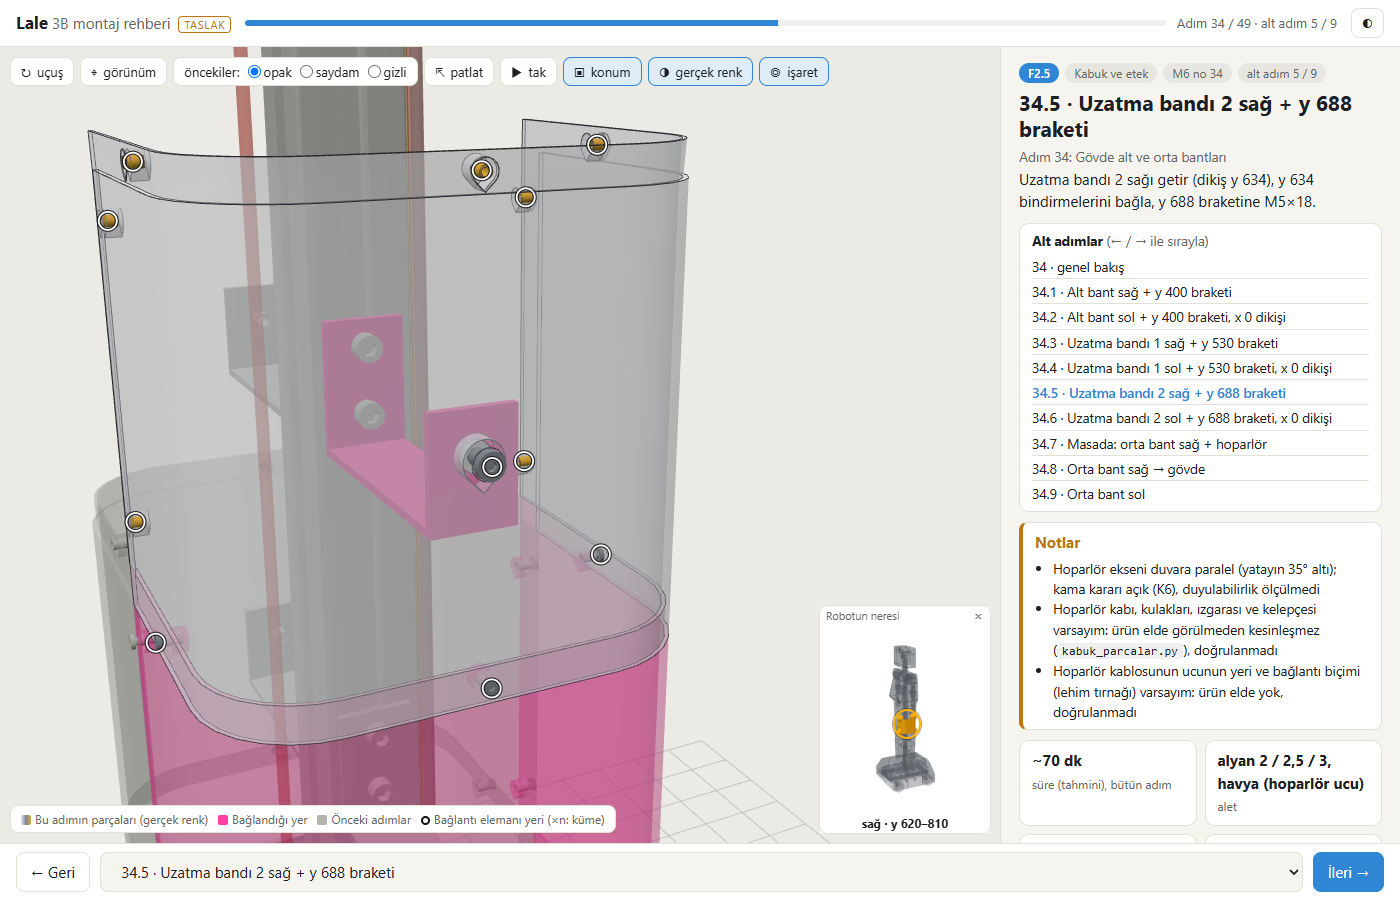 Lale 3B montaj rehberi TASLAK
Adım 34 / 49 · alt adım 5 / 9
↻ uçuş
⌖ görünüm
öncekiler: opak saydam gizli
⇱ patlat
▶ tak
▣ konum
◑ gerçek renk
◎ işaret
F2.5 Kabuk ve etek M6 no 34 alt adım 5 / 9
34.5 · Uzatma bandı 2 sağ + y 688
braketi
Adım 34: Gövde alt ve orta bantları
Uzatma bandı 2 sağı getir (dikiş y 634), y 634
bindirmelerini bağla, y 688 braketine M5×18.
Alt adımlar (← / → ile sırayla)
34 · genel bakış
34.1 · Alt bant sağ + y 400 braketi
34.2 · Alt bant sol + y 400 braketi, x 0 dikişi
34.3 · Uzatma bandı 1 sağ + y 530 braketi
34.4 · Uzatma bandı 1 sol + y 530 braketi, x 0 dikişi
34.5 · Uzatma bandı 2 sağ + y 688 braketi
34.6 · Uzatma bandı 2 sol + y 688 braketi, x 0 dikişi
34.7 · Masada: orta bant sağ + hoparlör
34.8 · Orta bant sağ → gövde
34.9 · Orta bant sol
Notlar
• Hoparlör ekseni duvara paralel (yatayın 35° altı);
kama kararı açık (K6), duyulabilirlik ölçülmedi
• Hoparlör kabı, kulakları, ızgarası ve kelepçesi
varsayım: ürün elde görülmeden kesinleşmez
( kabuk_parcalar.py ), doğrulanmadı
• Hoparlör kablosunun ucunun yeri ve bağlantı biçimi
(lehim tırnağı) varsayım: ürün elde yok,
doğrulanmadı
~70 dk
süre (tahmini), bütün adım
alyan 2 / 2,5 / 3,
havya (hoparlör ucu)
alet
Robotun neresi ×
sağ · y 620–810
Bu adımın parçaları (gerçek renk) Bağlandığı yer Önceki adımlar Bağlantı elemanı yeri (×n: küme)
← Geri
34.5 · Uzatma bandı 2 sağ + y 688 braketi
İleri →